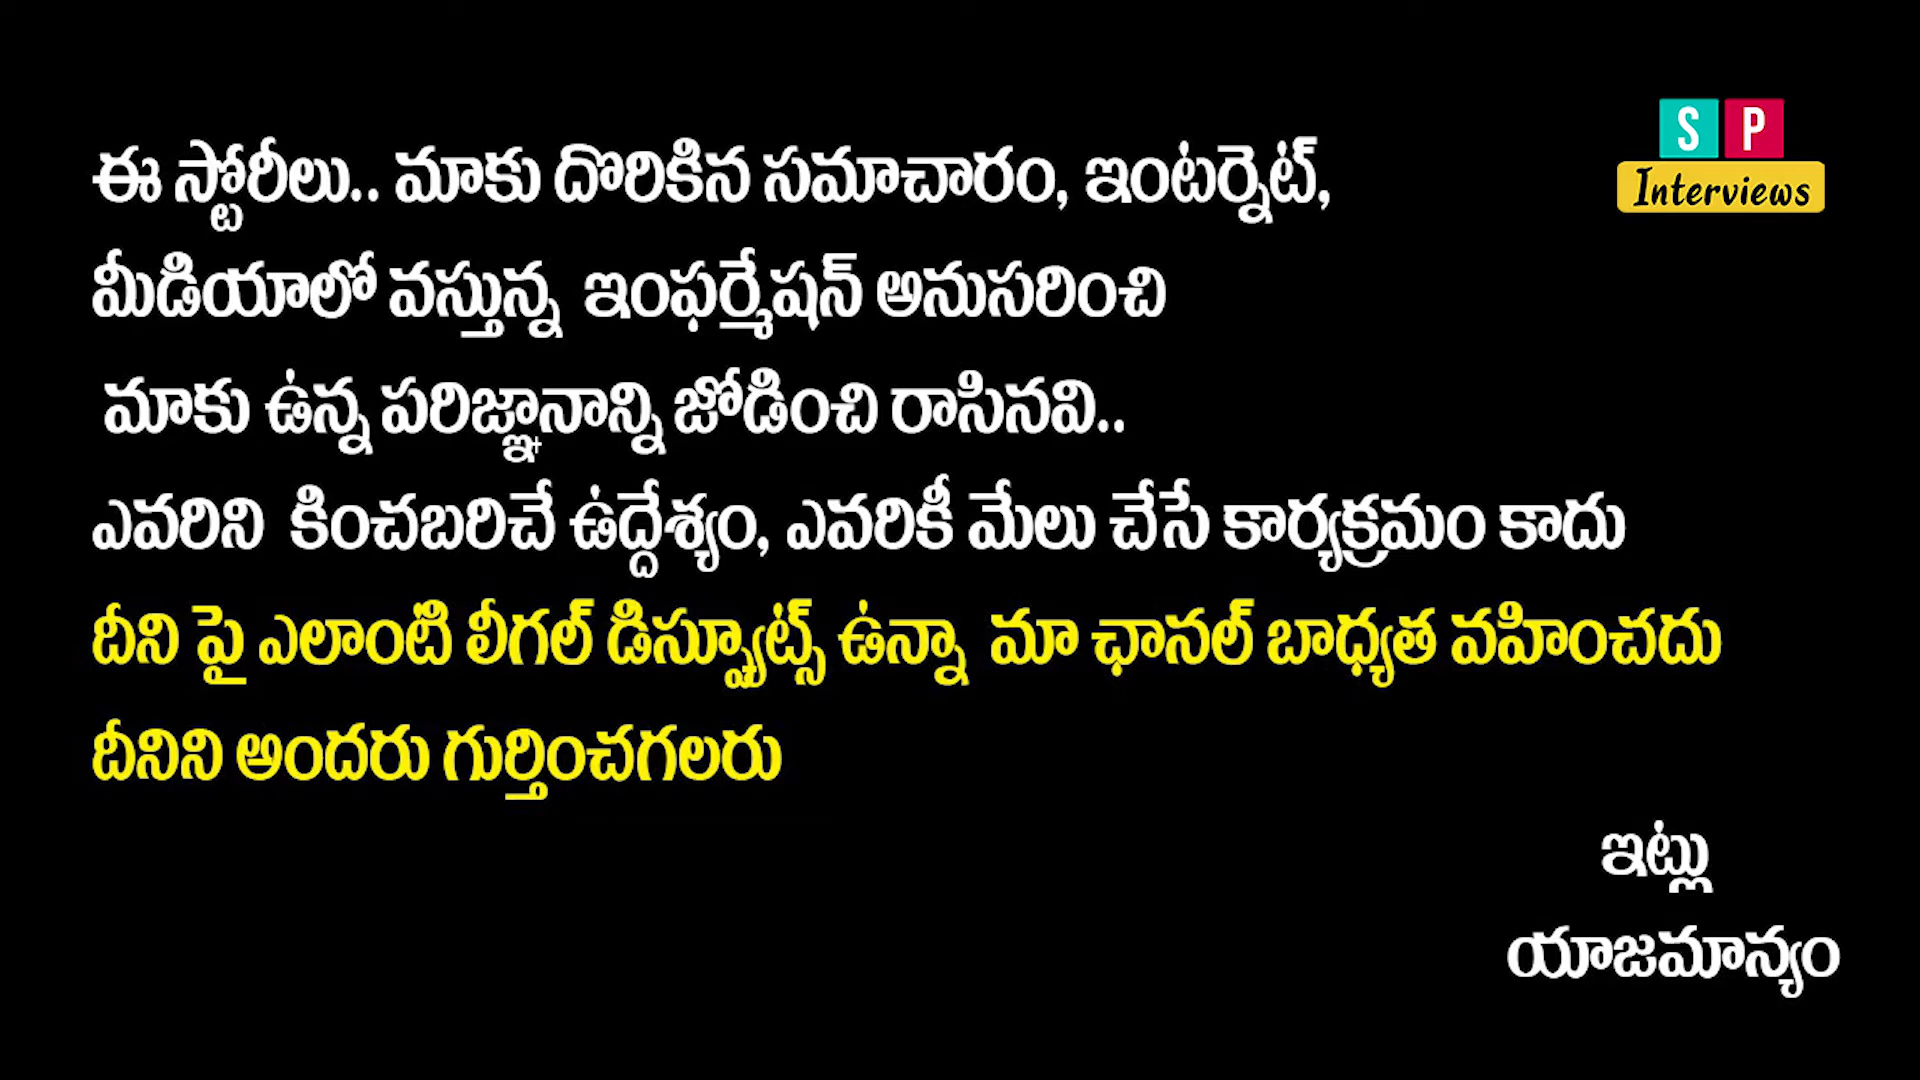 S P
Interviews
ఈ స్టోరీలు.. మాకు దొరికిన సమాచారం, ఇంటర్నెట్,
మీడియాలో వస్తున్న ఇంఫర్మేషన్ అనుసరించి
మాకు ఉన్న పరిజ్ఞానాన్ని జోడించి రాసినవి..
ఎవరిని కించబరిచే ఉద్దేశ్యం, ఎవరికీ మేలు చేసే కార్యక్రమం కాదు
దీని పై ఎలాంటి లీగల్ డిస్ప్యూట్స్ ఉన్నా మా ఛానల్ బాధ్యత వహించదు
దీనిని అందరు గుర్తించగలరు
ఇట్లు
యాజమాన్యం